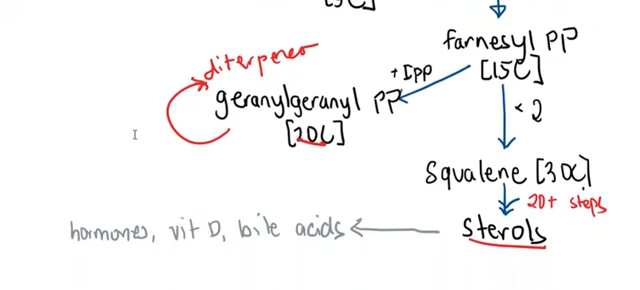 farnesyl PP
[15C]
diterpenes
+ IPP
geranylgeranyl PP
[20C]
× 2
Squalene [30C]
20+ steps
Sterols
hormones, vit D, bile acids